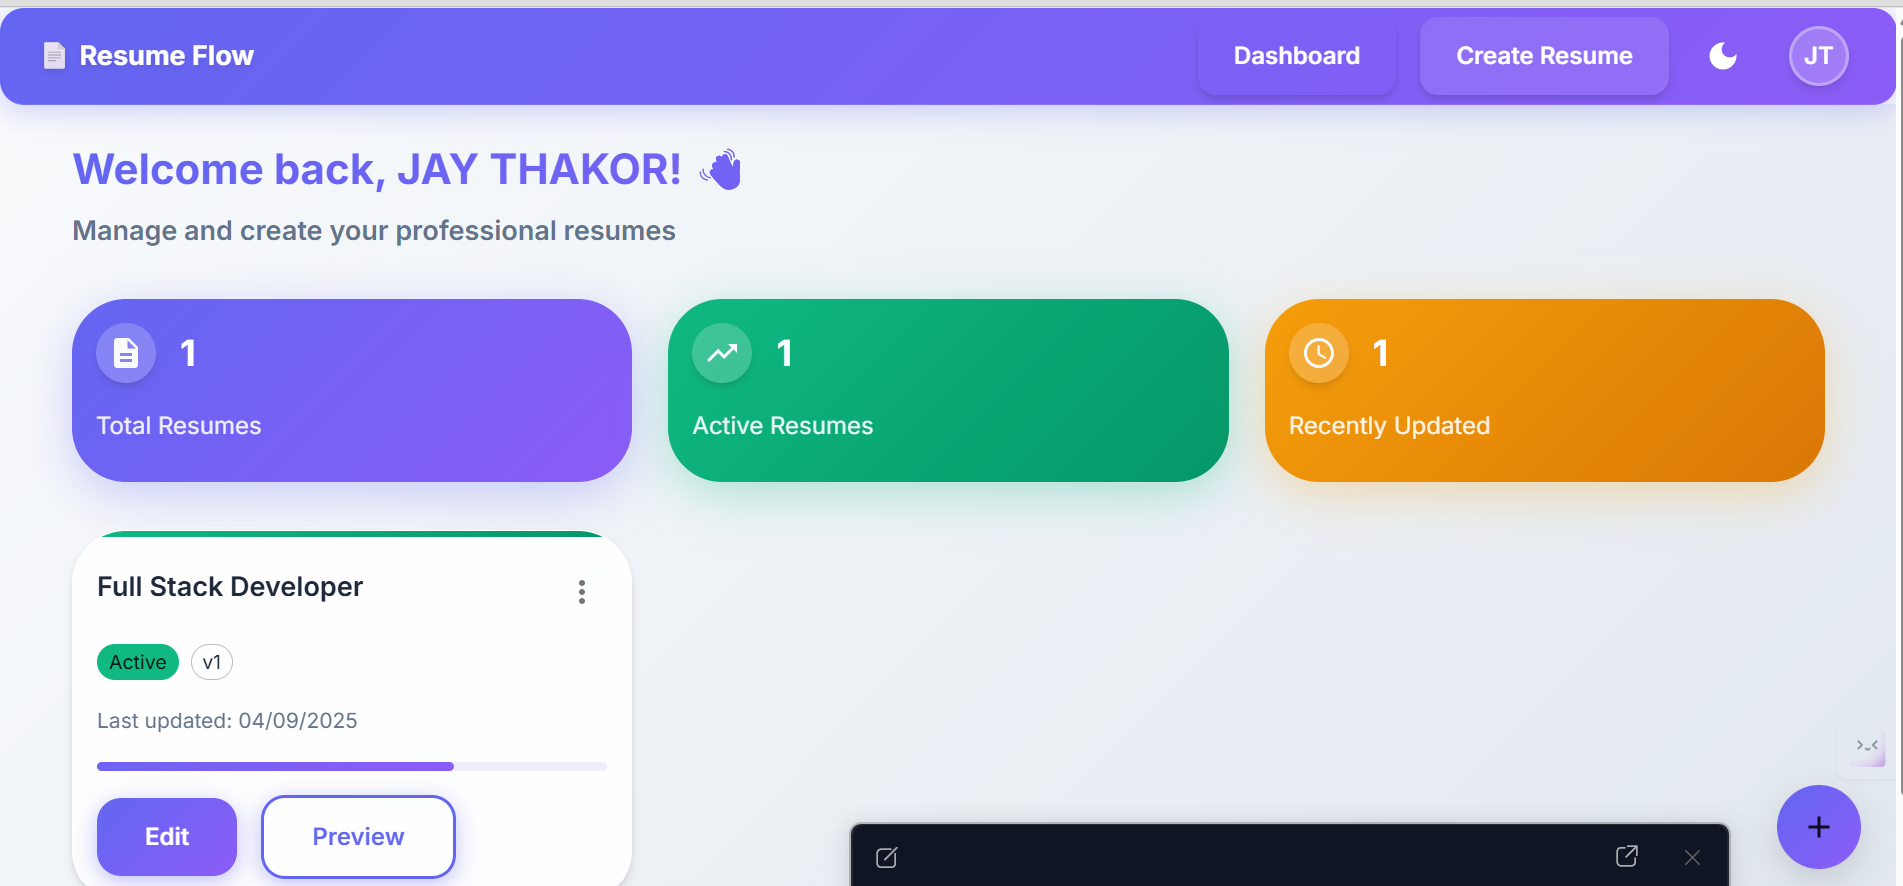 Resume Flow
Dashboard
Create Resume
JT
Welcome back, JAY THAKOR!
Manage and create your professional resumes
1
Total Resumes
1
Active Resumes
1
Recently Updated
Full Stack Developer
Active
v1
Last updated: 04/09/2025
Edit
Preview